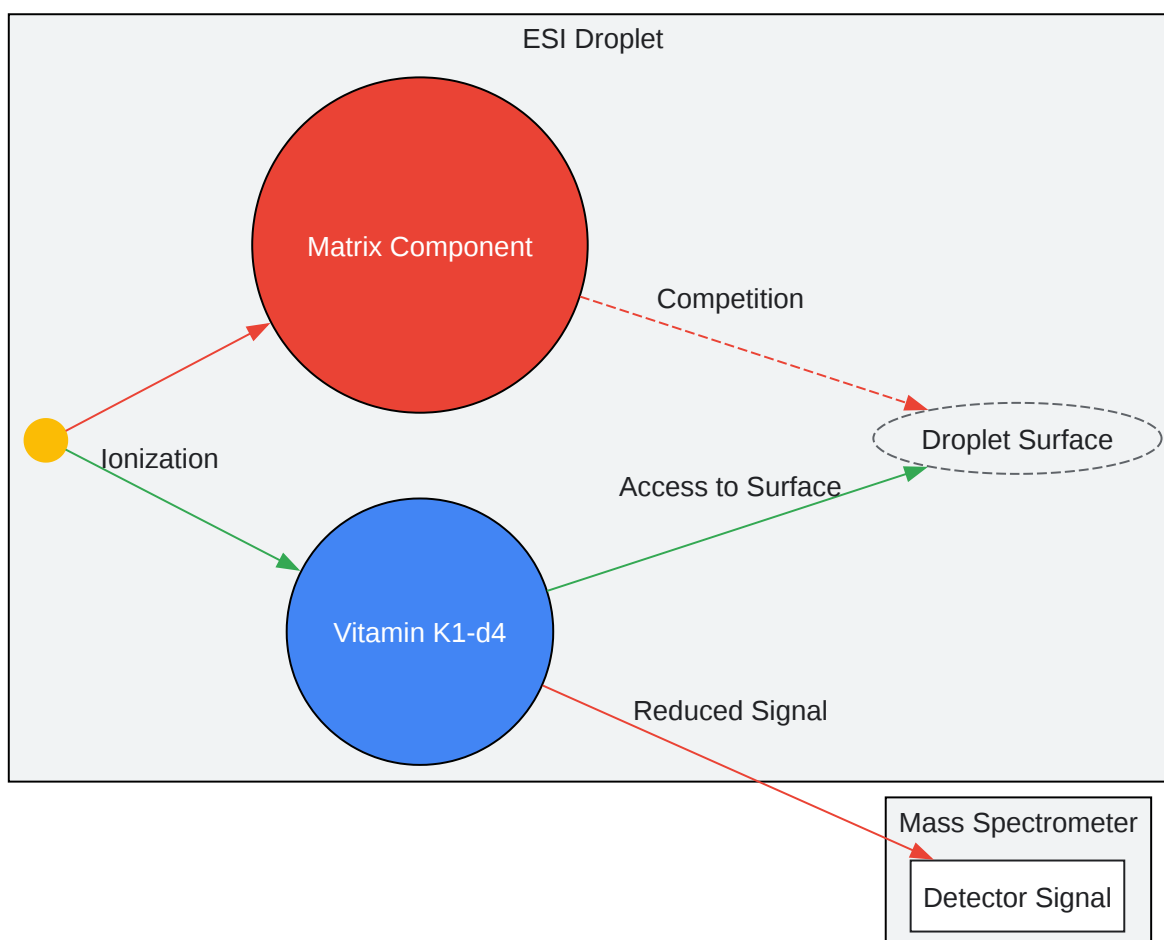 ESI Droplet
Matrix Component
Competition
Droplet Surface
Ionization
Access to Surface
Vitamin K1-d4
Reduced Signal
Mass Spectrometer
Detector Signal